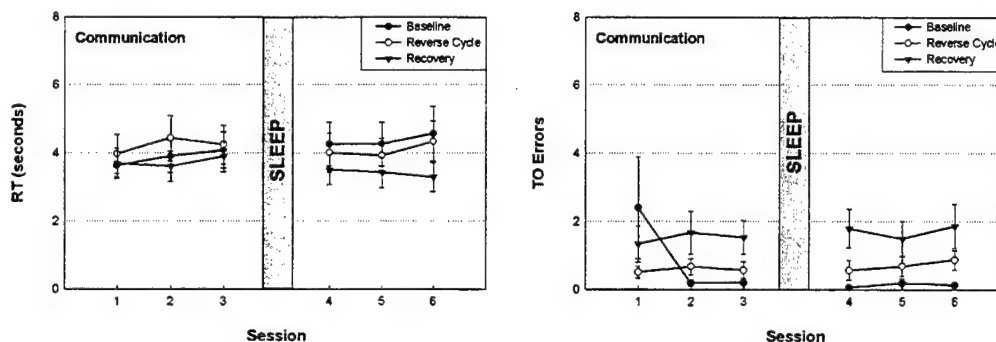 Communication
Baseline
Reverse Cycle
Recovery
8
6
4
2
0
RT (seconds)
SLEEP
1 2 3 4 5 6
Session
Communication
Baseline
Reverse Cycle
Recovery
8
6
4
2
0
TO Errors
SLEEP
1 2 3 4 5 6
Session